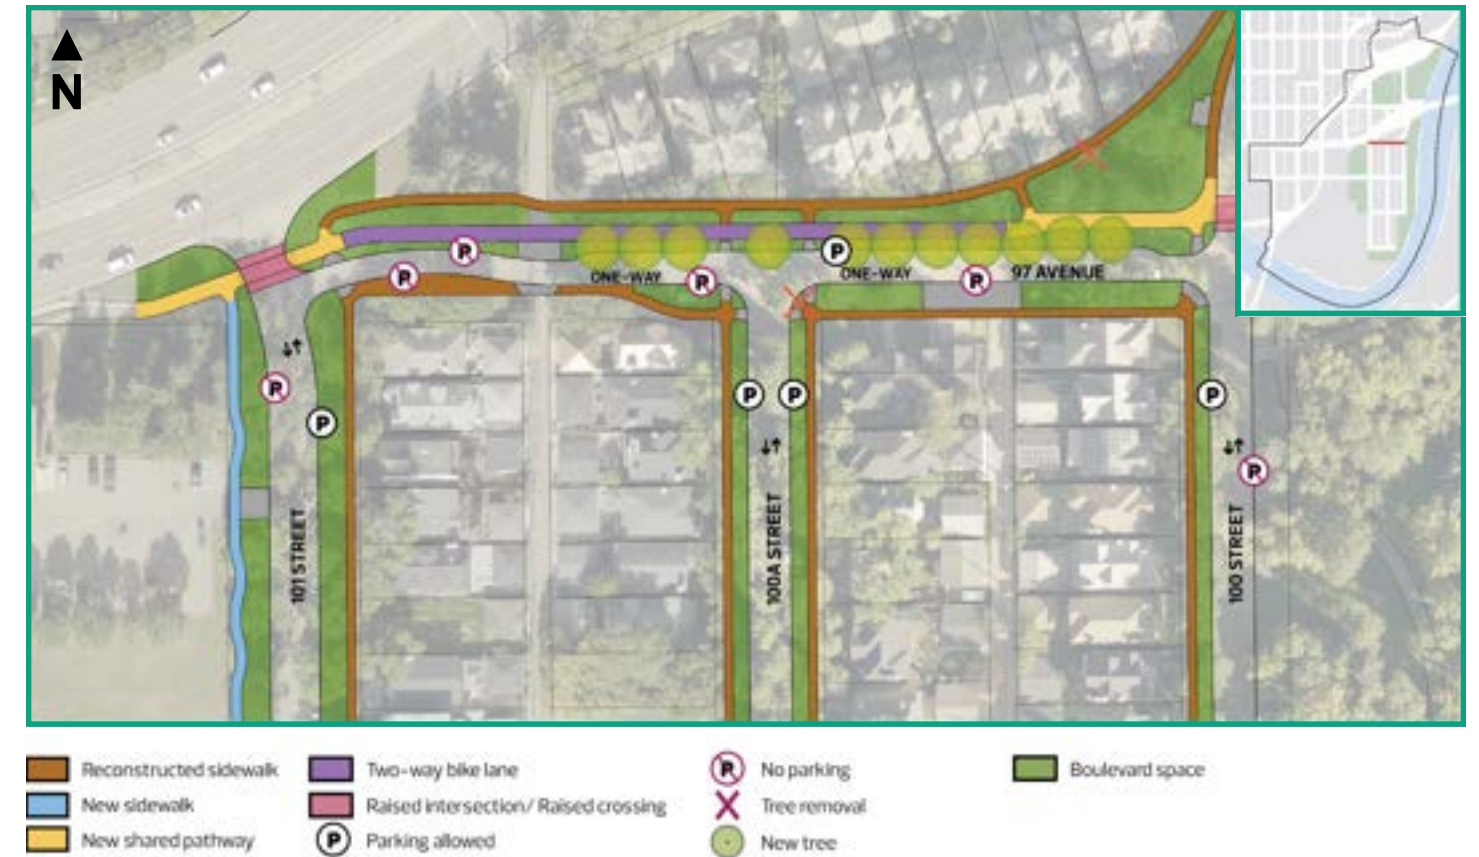 N
ONE-WAY
ONE-WAY
97 AVENUE
P
P
P
P
P
P
P
P
P
P
P
P
101 STREET
100A STREET
100 STREET
Reconstructed sidewalk
New sidewalk
New shared pathway
Two-way bike lane
Raised intersection/ Raised crossing
P Parking allowed
P No parking
Tree removal
New tree
Boulevard space